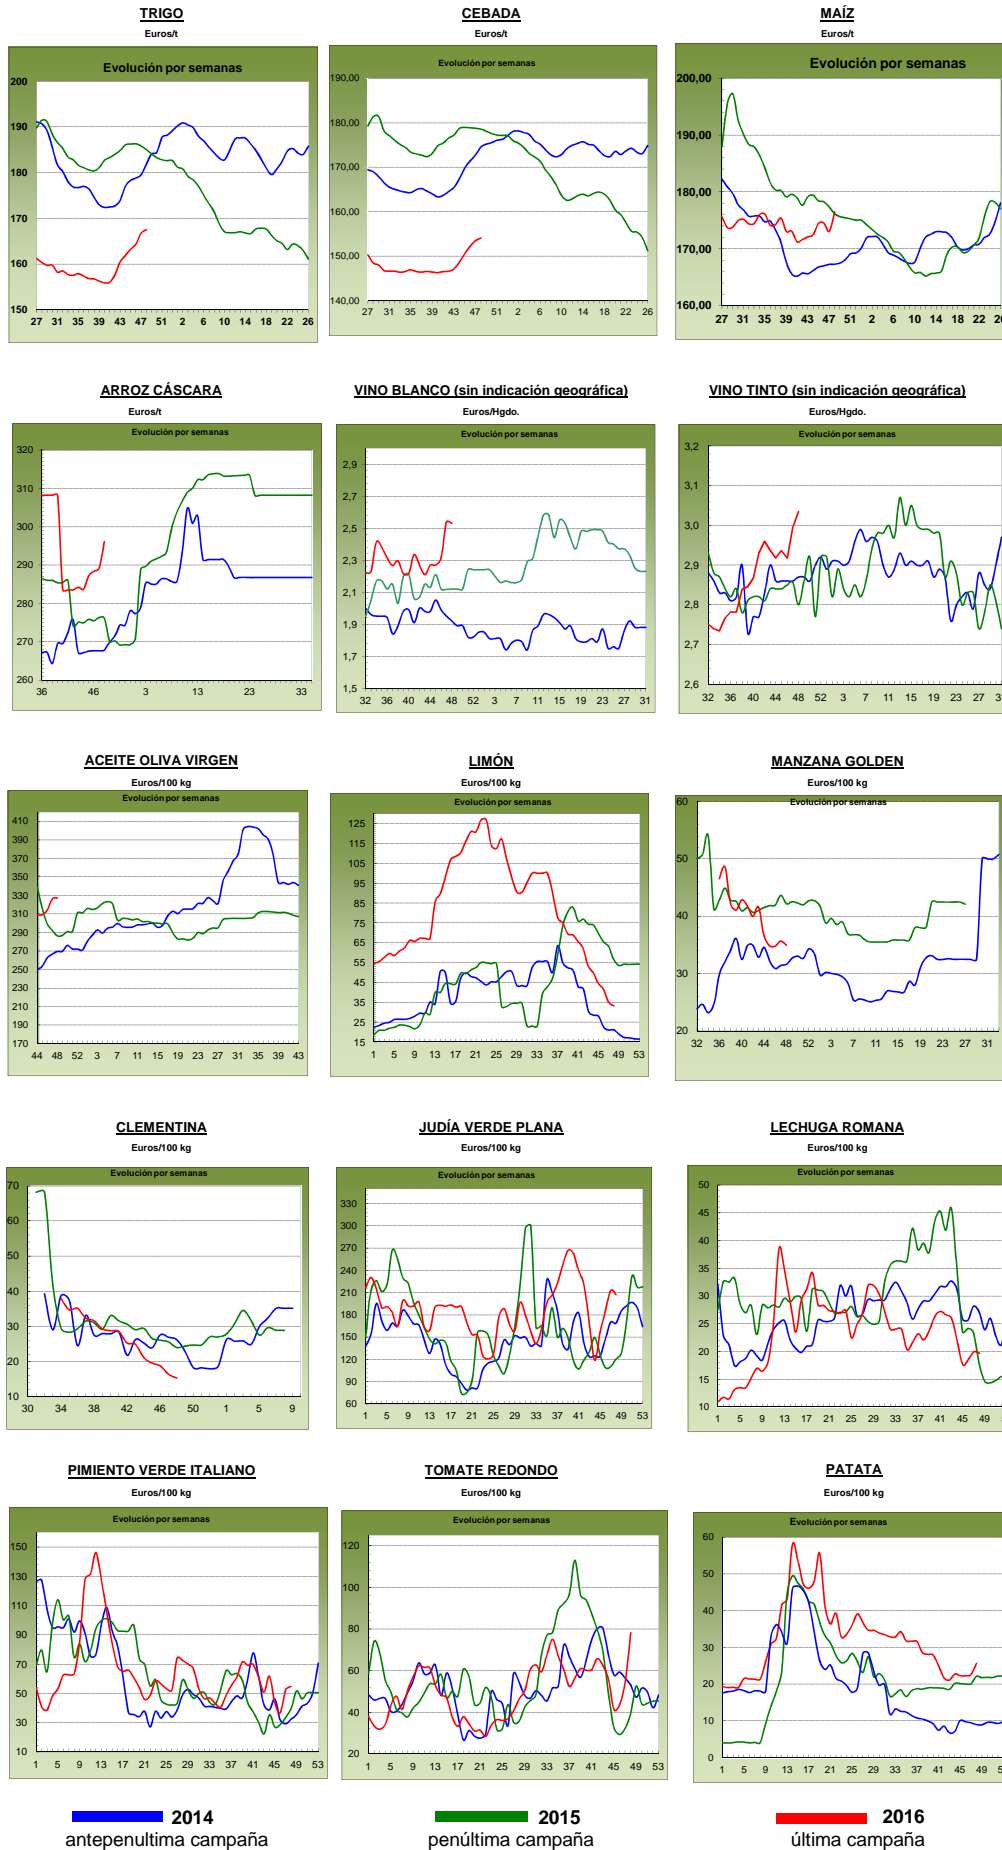 TRIGO
Euros/t
Evolución por semanas
200
190
180
170
160
150
27 31 35 39 43 47 51 2 6 10 14 18 22 26
CEBADA
Euros/t
Evolución por semanas
190,00
180,00
170,00
160,00
150,00
140,00
27 31 35 39 43 47 51 2 6 10 14 18 22 26
MAÍZ
Euros/t
Evolución por semanas
200,00
190,00
180,00
170,00
160,00
27 31 35 39 43 47 51 2 6 10 14 18 22 26
ARROZ CÁSCARA
Euros/t
Evolución por semanas
320
310
300
290
280
270
260
36 46 3 13 23 33
VINO BLANCO (sin indicación geográfica)
Euros/Hgdo.
Evolución por semanas
2,9
2,7
2,5
2,3
2,1
1,9
1,7
1,5
32 36 40 44 48 52 3 7 11 15 19 23 27 31
VINO TINTO (sin indicación geográfica)
Euros/Hgdo.
Evolución por semanas
3,2
3,1
3,0
2,9
2,8
2,7
2,6
32 36 40 44 48 52 3 7 11 15 19 23 27
ACEITE OLIVA VIRGEN
Euros/100 kg
Evolución por semanas
410
390
370
350
330
310
290
270
250
230
210
190
170
44 48 52 3 7 11 15 19 23 27 31 35 39 43
LIMÓN
Euros/100 kg
Evolución por semanas
125
115
105
95
85
75
65
55
45
35
25
15
1 5 9 13 17 21 25 29 33 37 41 45 49 53
MANZANA GOLDEN
Euros/100 kg
Evolución por semanas
60
50
40
30
20
32 36 40 44 48 52 3 7 11 15 19 23 27 31
CLEMENTINA
Euros/100 kg
Evolución por semanas
70
60
50
40
30
20
10
30 34 38 42 46 50 1 5 9
JUDÍA VERDE PLANA
Euros/100 kg
Evolución por semanas
330
300
270
240
210
180
150
120
90
60
1 5 9 13 17 21 25 29 33 37 41 45 49 53
LECHUGA ROMANA
Euros/100 kg
Evolución por semanas
50
45
40
35
30
25
20
15
10
1 5 9 13 17 21 25 29 33 37 41 45 49
PIMIENTO VERDE ITALIANO
Euros/100 kg
Evolución por semanas
150
130
110
90
70
50
30
10
1 5 9 13 17 21 25 29 33 37 41 45 49 53
TOMATE REDONDO
Euros/100 kg
Evolución por semanas
120
100
80
60
40
20
1 5 9 13 17 21 25 29 33 37 41 45 49 53
PATATA
Euros/100 kg
Evolución por semanas
60
50
40
30
20
10
0
1 5 9 13 17 21 25 29 33 37 41 45 49
2014
antepenultima campaña
2015
penúltima campaña
2016
última campaña